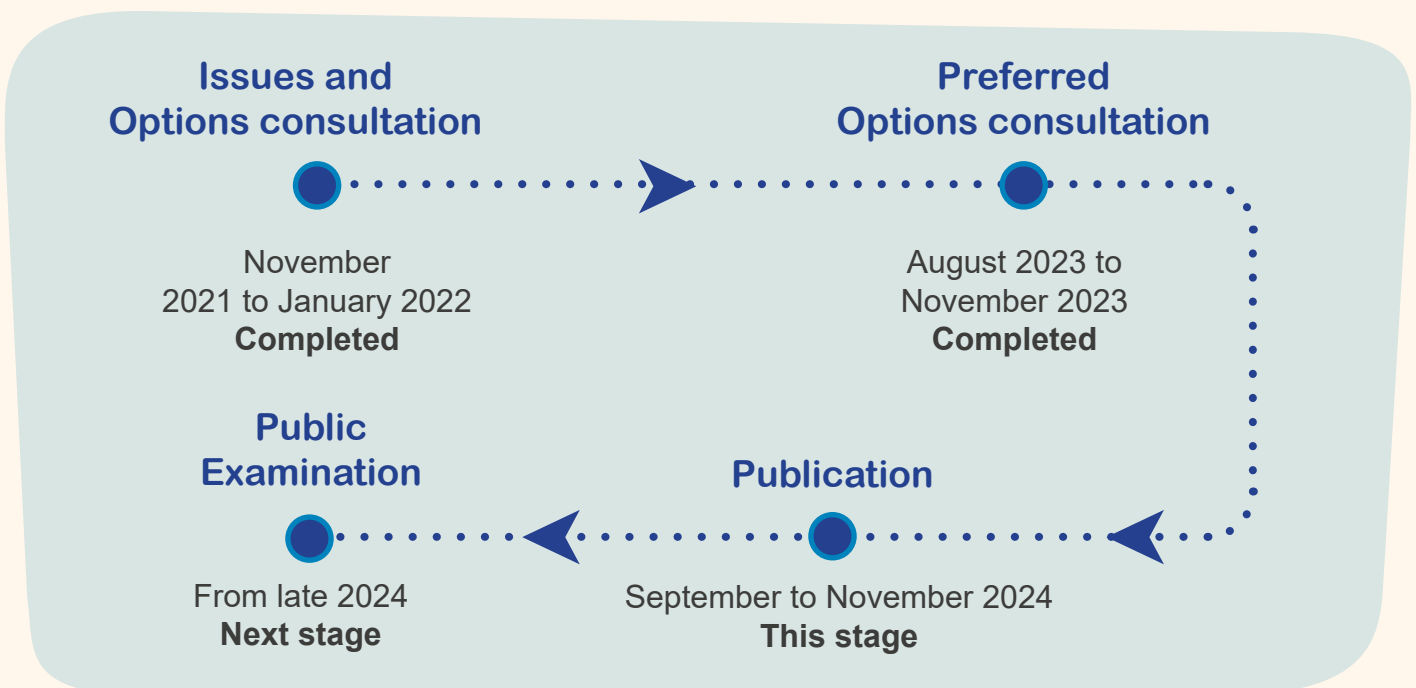 Issues and
Options consultation
November
2021 to January 2022
Completed
Preferred
Options consultation
August 2023 to
November 2023
Completed
Publication
September to November 2024
This stage
Public
Examination
From late 2024
Next stage